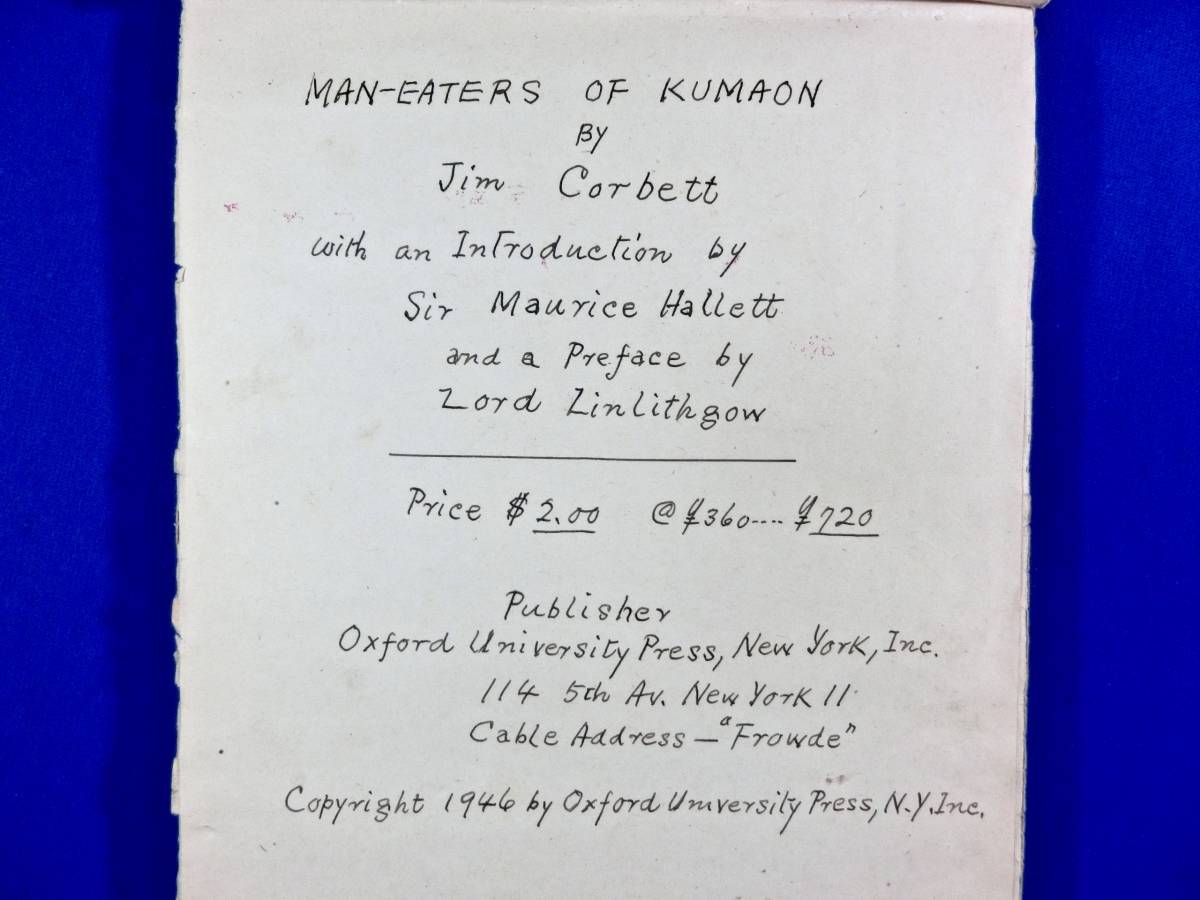 MAN-EATERS OF KUMAON
By
Jim Corbett
with an Introduction by
Sir Maurice Hallett
and a Preface by
Lord Linlithgow
Price $ 2.00 @ ¥360.... ¥720
Publisher
Oxford University Press, New York, Inc.
114 5th Av. New York 11
Cable Address — "Frowde"
Copyright 1946 by Oxford University Press, N.Y. Inc.